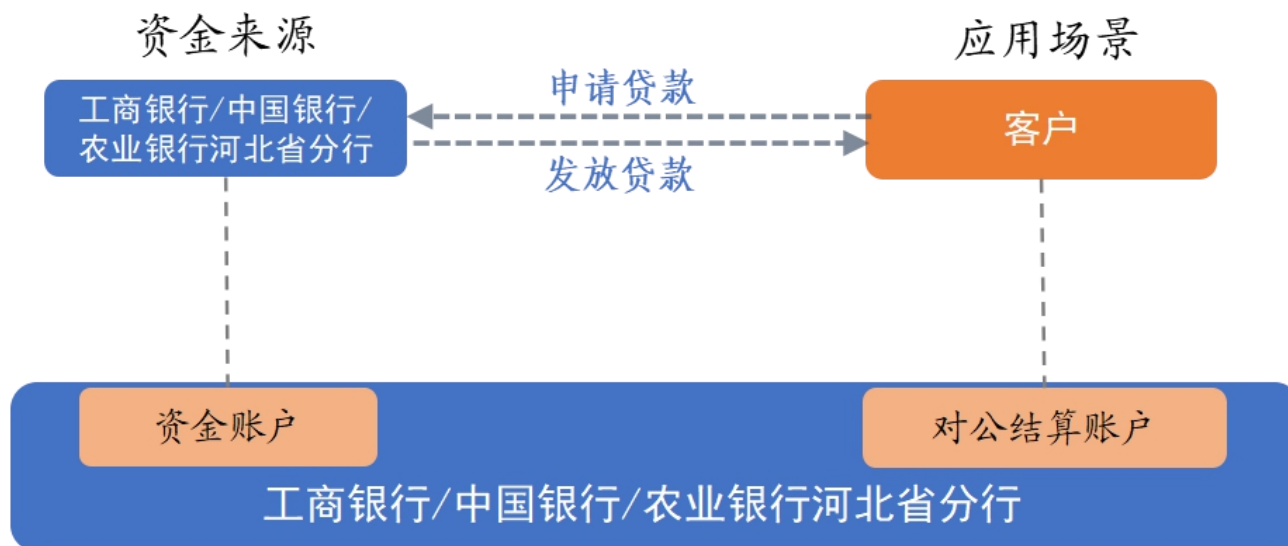 资金来源
应用场景
工商银行/中国银行/
农业银行河北省分行
申请贷款
发放贷款
客户
资金账户
对公结算账户
工商银行/中国银行/农业银行河北省分行